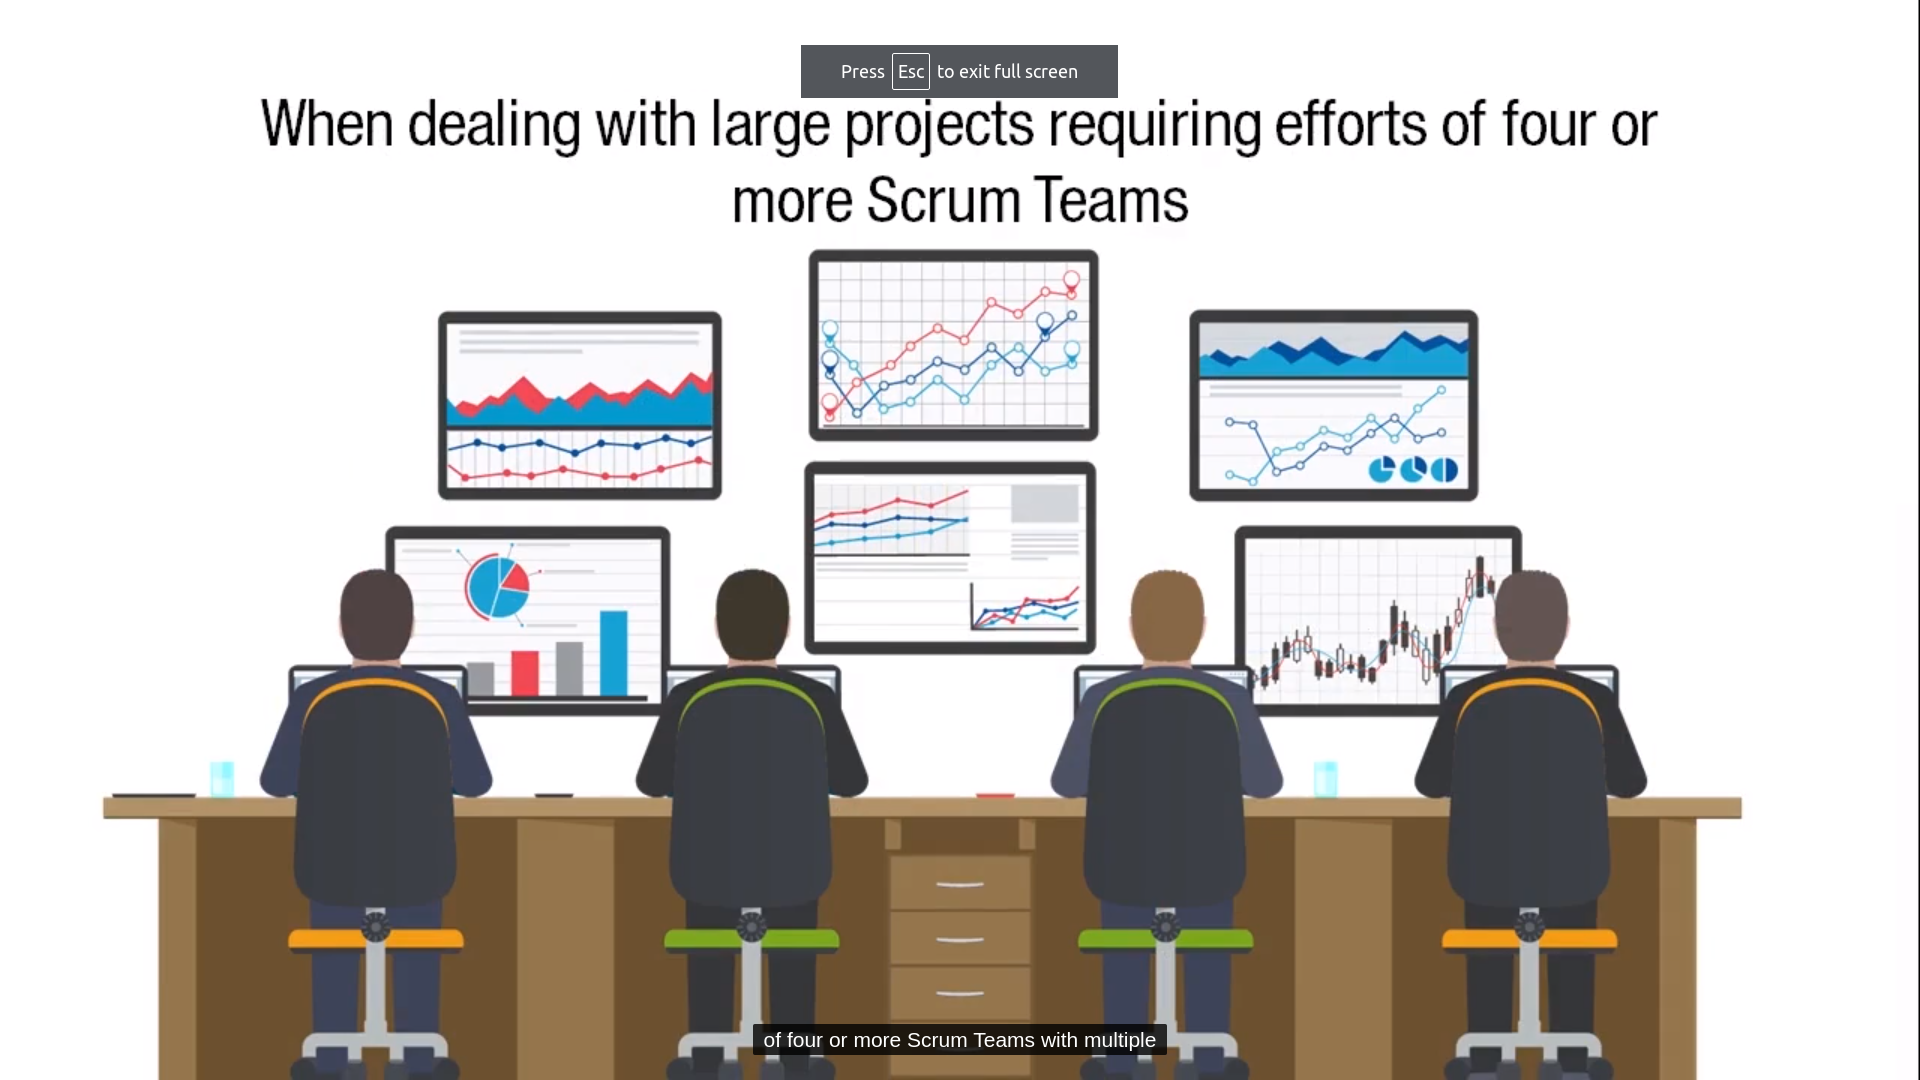 Press Esc to exit full screen
When dealing with large projects requiring efforts of four or
more Scrum Teams
of four or more Scrum Teams with multiple